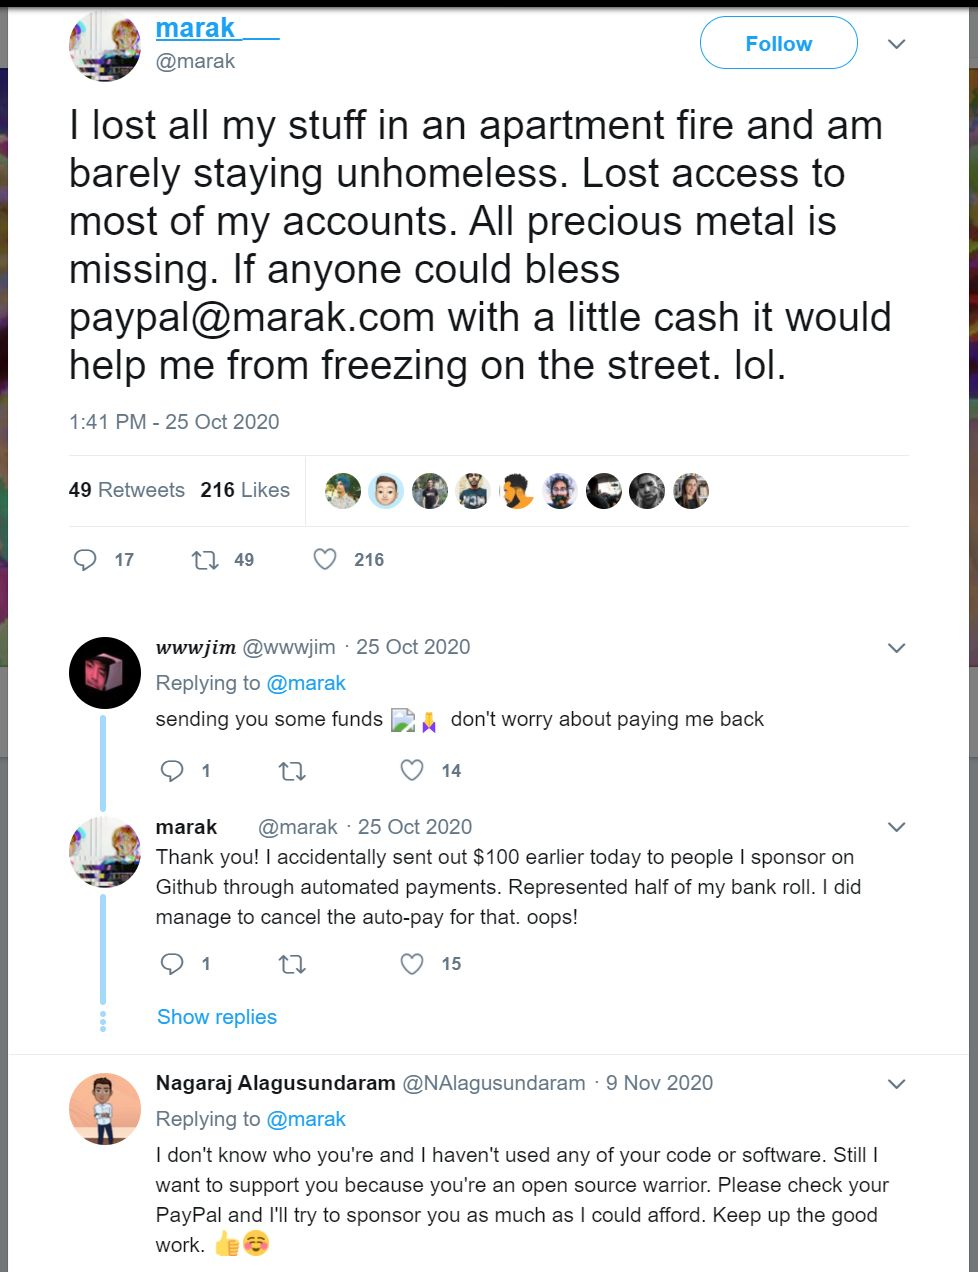 marak___
@marak
Follow
I lost all my stuff in an apartment fire and am
barely staying unhomeless. Lost access to
most of my accounts. All precious metal is
missing. If anyone could bless
paypal@marak.com with a little cash it would
help me from freezing on the street. lol.
1:41 PM - 25 Oct 2020
49 Retweets 216 Likes
17 49 216
wwwjim @wwwjim · 25 Oct 2020
Replying to @marak
sending you some funds don't worry about paying me back
1 14
marak @marak · 25 Oct 2020
Thank you! I accidentally sent out $100 earlier today to people I sponsor on
Github through automated payments. Represented half of my bank roll. I did
manage to cancel the auto-pay for that. oops!
1 15
Show replies
Nagaraj Alagusundaram @NAlagusundaram · 9 Nov 2020
Replying to @marak
I don't know who you're and I haven't used any of your code or software. Still I
want to support you because you're an open source warrior. Please check your
PayPal and I'll try to sponsor you as much as I could afford. Keep up the good
work. 👍☺️